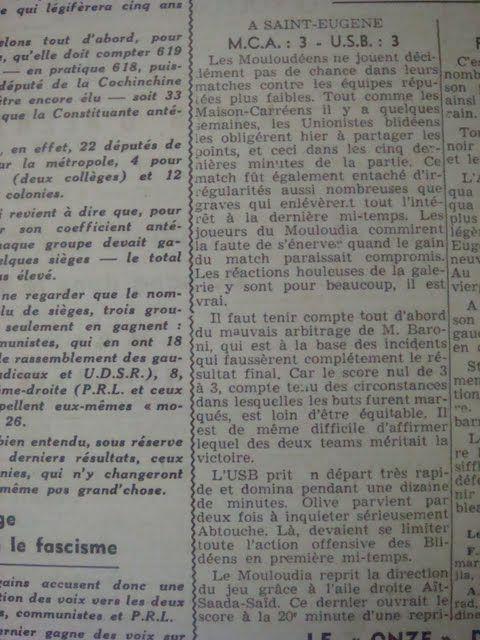 ce qui légifèrera cinq ans
elons tout d'abord, pour
, qu'elle doit compter 619
— en pratique 618, puis-
député de la Cochinchine
être encore élu — soit 33
que la Constituante anté-
, en effet, 22 députés de
ur la métropole, 4 pour
(deux collèges) et 12
colonies.
i revient à dire que, pour
r son coefficient anté-
haque groupe devait ga-
elques sièges — le total
us élevé.
ne regarder que le nom-
lu de sièges, trois grou-
seulement en gagnent :
munistes, qui en ont 18
le rassemblement des gau-
adicaux et U.D.S.R.), 8,
ême-droite (P.R.L. et ceux
pellent eux-mêmes « mo-
26.
bien entendu, sous réserve
derniers résultats, ceux
nies, qui n'y changeront
même pas grand'chose.
ge
le fascisme
gains accusent donc une
tion des voix vers les deux
, communistes et P.R.L.
ernier gagne des voix sur
A SAINT-EUGENE
M.C.A. : 3 - U.S.B. : 3
Les Mouloudéens ne jouent déci-
dément pas de chance dans leurs
matches contre les équipes répu-
tées plus faibles. Tout comme les
Maison-Carréens il y a quelques
semaines, les Unionistes blidéens
les obligèrent hier à partager les
points, et ceci dans les cinq der-
nières minutes de la partie. Ce
match fût également entaché d'ir-
régularités aussi nombreuses que
graves qui enlevèrent tout l'inté-
rêt à la dernière mi-temps. Les
joueurs du Mouloudia commirent
la faute de s'énerver quand le gain
du match paraissait compromis.
Les réactions houleuses de la gale-
rie y sont pour beaucoup, il est
vrai.
Il faut tenir compte tout d'abord
du mauvais arbitrage de M. Baro-
ni, qui est à la base des incidents
qui faussèrent complétement le ré-
sultat final. Car le score nul de 3
à 3, compte tenu des circonstances
dans lesquelles les buts furent mar-
qués, est loin d'être équitable. Il
est de même difficile d'affirmer
lequel des deux teams méritait la
victoire.
L'USB prit n départ très rapi-
de et domina pendant une dizaine
de minutes. Olive parvient par
deux fois à inquieter sérieusement
Abtouche. Là, devaient se limiter
toute l'action offensive des Bli-
déens en première mi-temps.
Le Mouloudia reprit la direction
du jeu grâce à l'aile droite Aït-
Saada-Saïd. Ce dernier ouvrait le
score à la 20e minute d'une repri-
LE « ONZE »